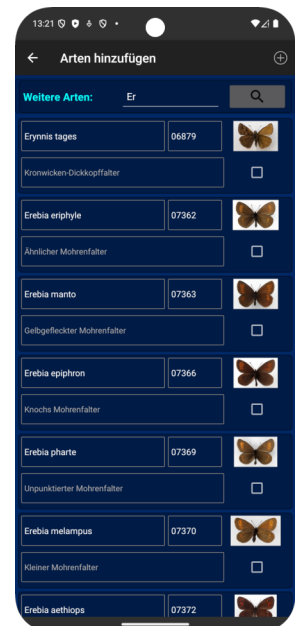 13:21
Arten hinzufügen
Weitere Arten: Er
Erynnis tages 06879
Kronwicken-Dickkopffalter
Erebia eriphyle 07362
Ähnlicher Mohrenfalter
Erebia manto 07363
Gelbgefleckter Mohrenfalter
Erebia epiphron 07366
Knochs Mohrenfalter
Erebia pharte 07369
Unpunktierter Mohrenfalter
Erebia melampus 07370
Kleiner Mohrenfalter
Erebia aethiops 07372